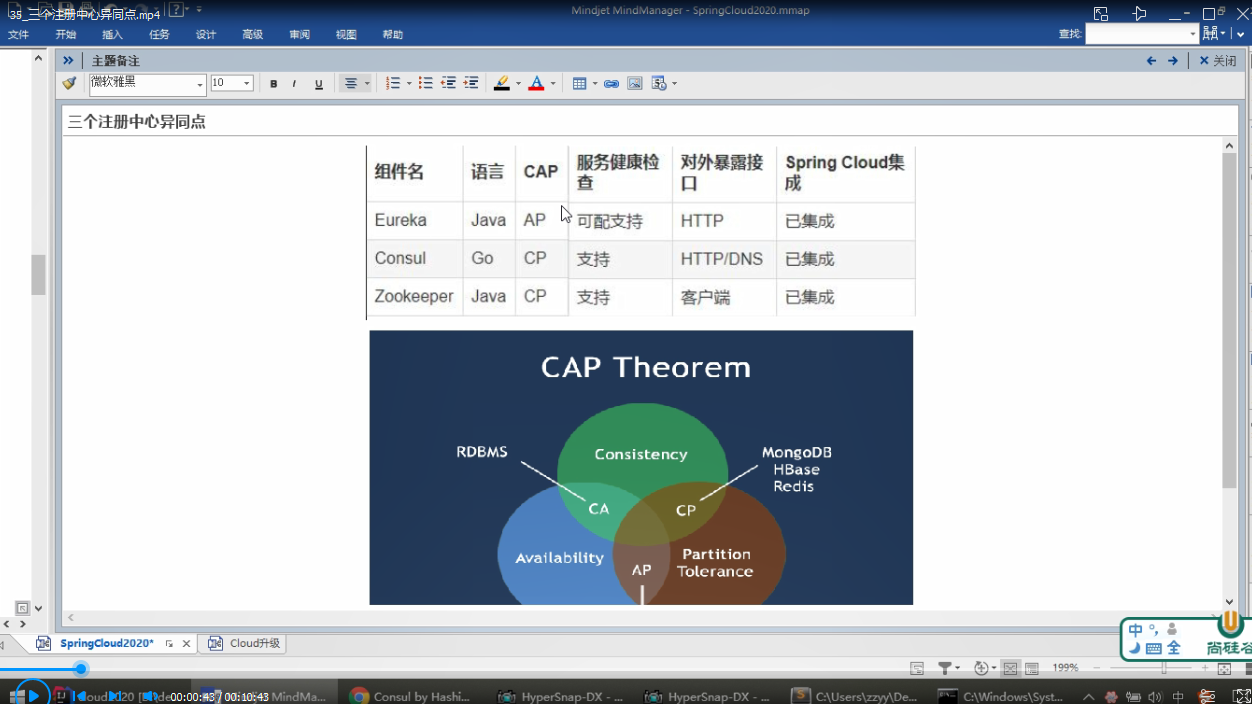 35_三个注册中心异同点.mp4
Mindjet MindManager - SpringCloud2020.mmap
文件 开始 插入 任务 设计 高级 审阅 视图 帮助 查找:
主题备注 关闭
微软雅黑 10 B I U A
三个注册中心异同点
组件名 语言 CAP 服务健康检查 对外暴露接口 Spring Cloud集成
Eureka Java AP 可配支持 HTTP 已集成
Consul Go CP 支持 HTTP/DNS 已集成
Zookeeper Java CP 支持 客户端 已集成
CAP Theorem
RDBMS
Consistency
MongoDB
HBase
Redis
CA
CP
Availability
Partition
Tolerance
AP
中
全
尚硅谷
SpringCloud2020*
Cloud升级
199%
00:00:43 / 00:10:43
MindMa...
Consul by Hashi...
HyperSnap-DX - ...
HyperSnap-DX - ...
C:\Users\zzyy\De...
C:\Windows\Syst...
中